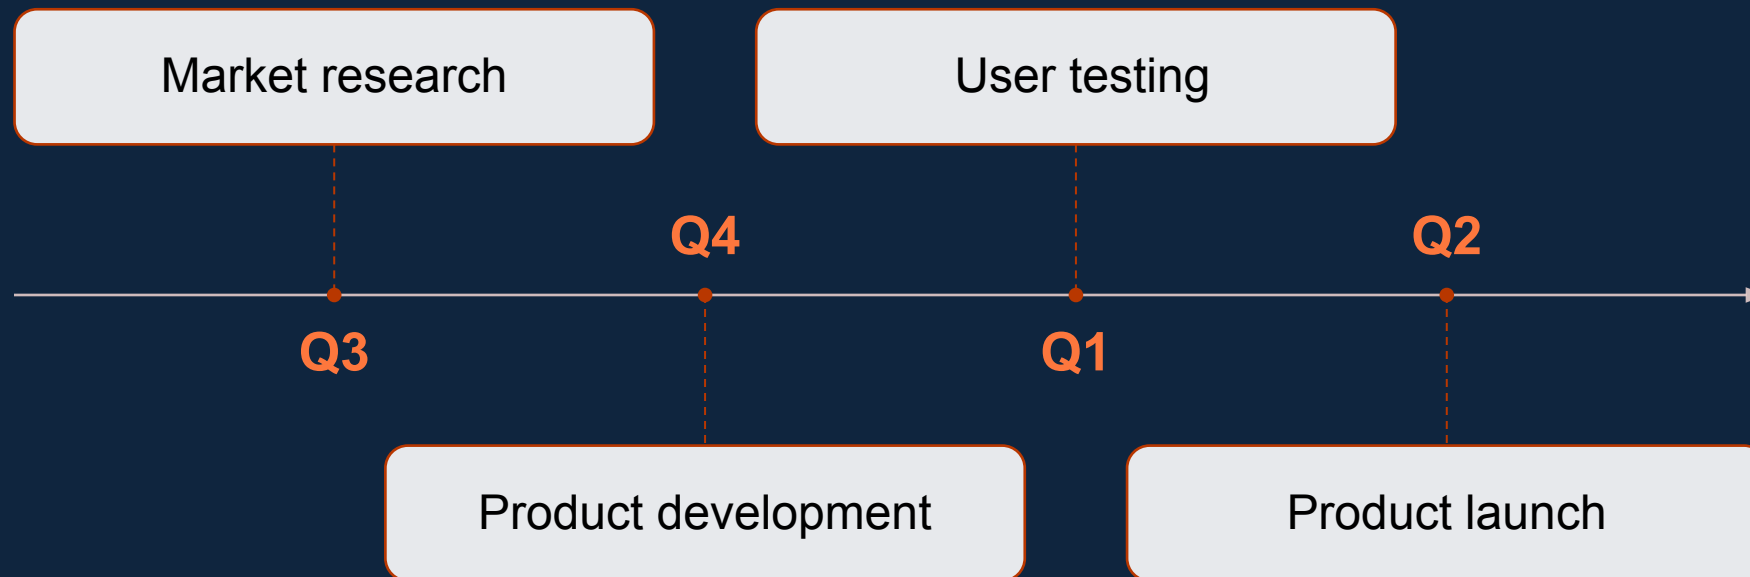 Market research
User testing
Q4
Q2
Q3
Q1
Product development
Product launch